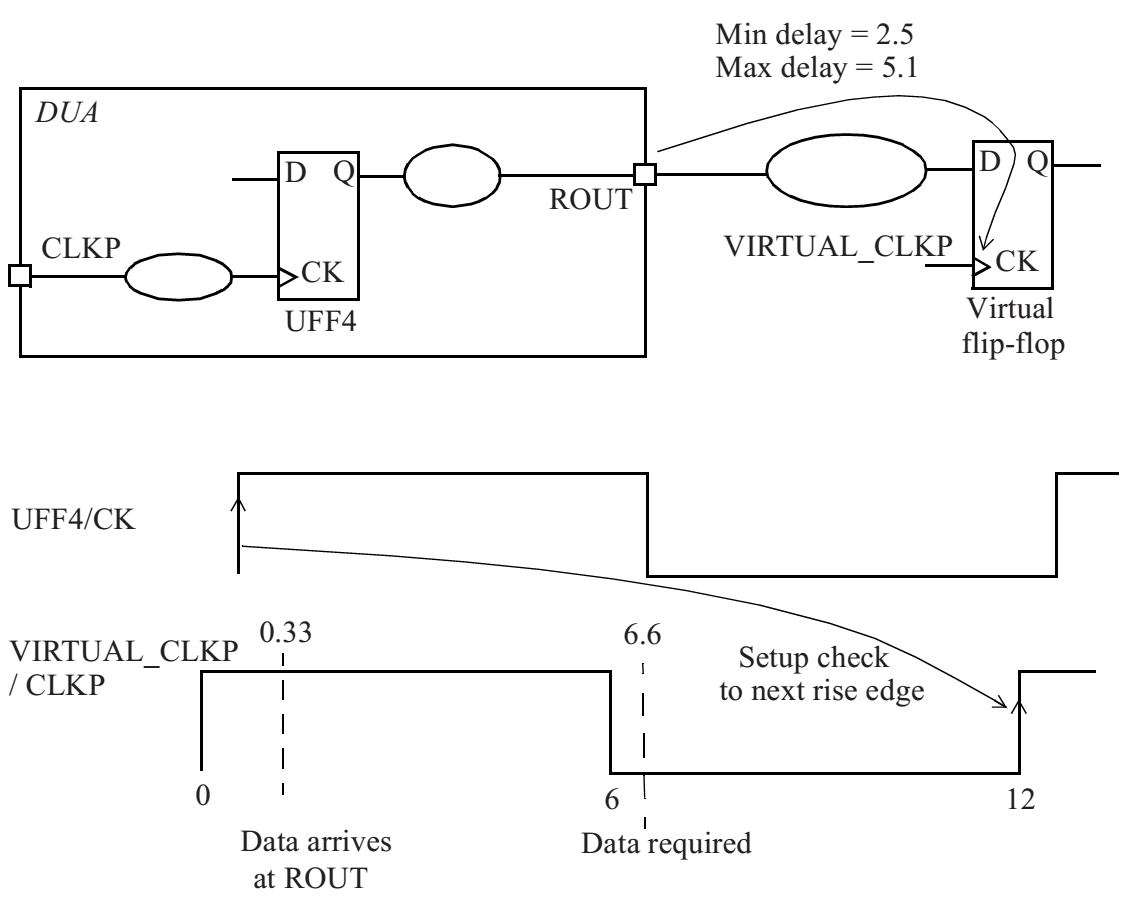 Min delay = 2.5
Max delay = 5.1
DUA
D Q
D Q
ROUT
CLKP
VIRTUAL_CLKP
CK
CK
UFF4
Virtual
flip-flop
UFF4/CK
0.33
6.6
VIRTUAL_CLKP
/ CLKP
Setup check
to next rise edge
0
6
12
Data arrives
at ROUT
Data required